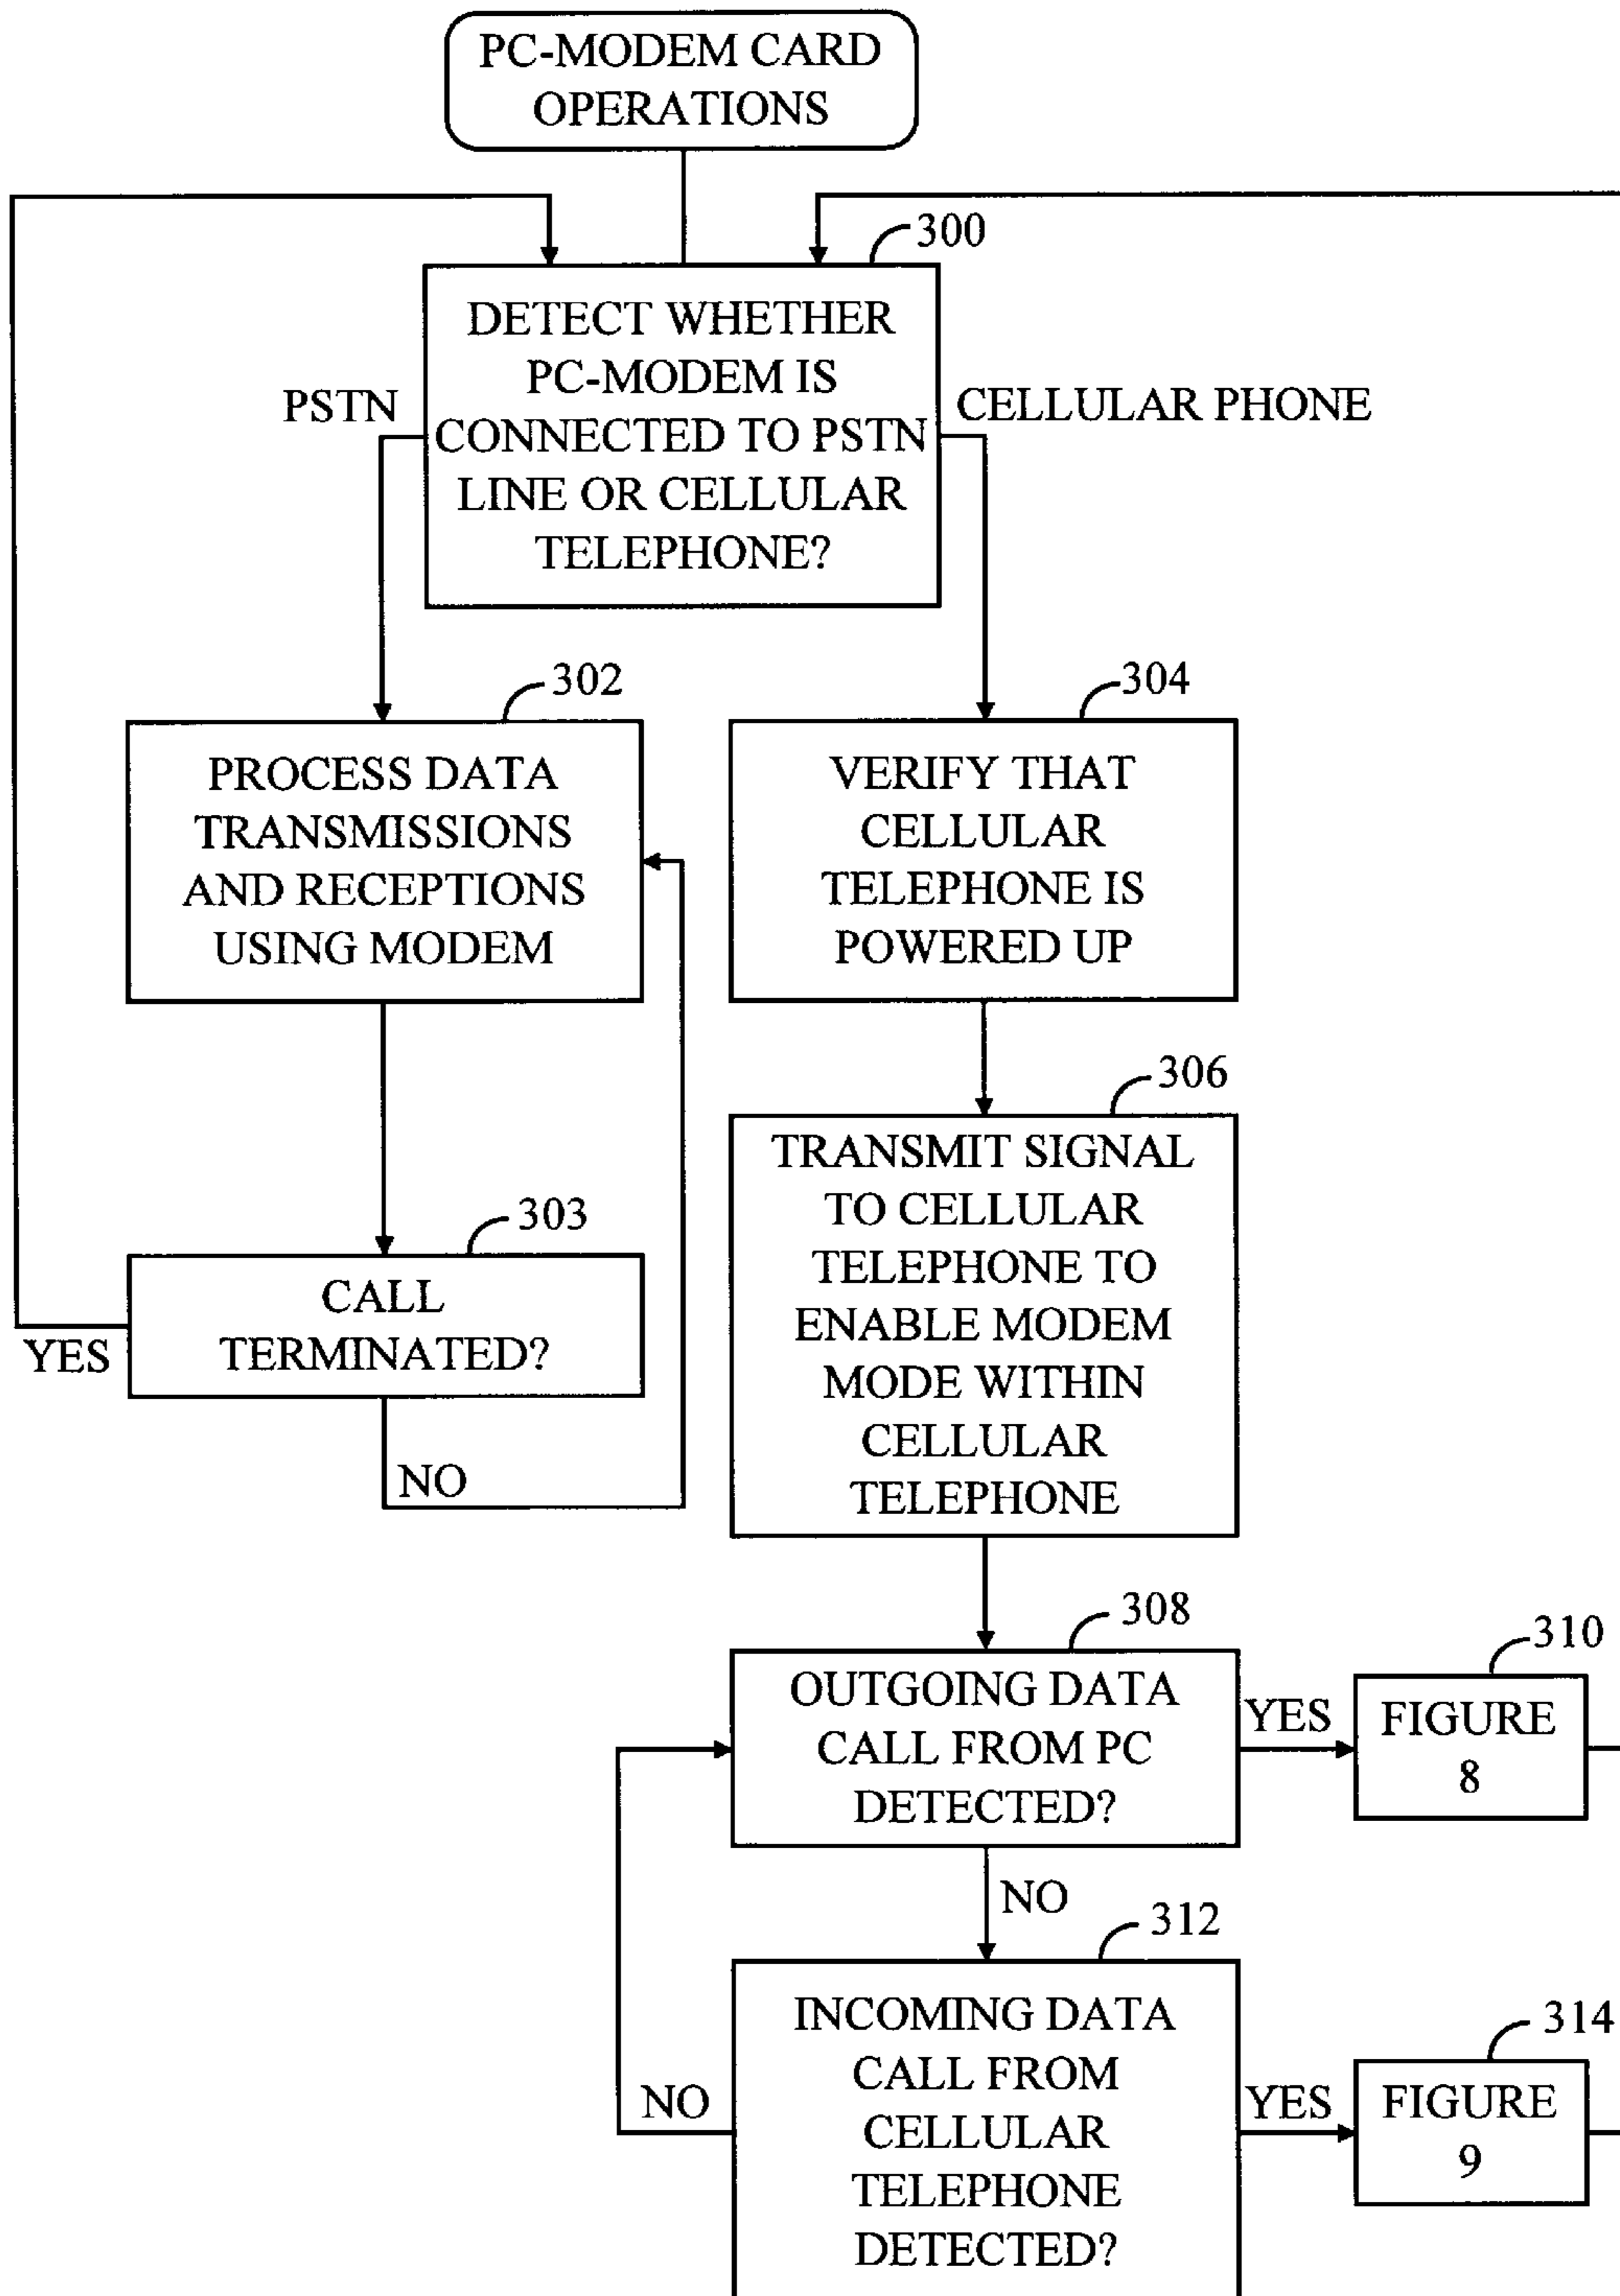 PC-MODEM CARD
OPERATIONS
300
DETECT WHETHER
PC-MODEM IS
CONNECTED TO PSTN
LINE OR CELLULAR
TELEPHONE?
PSTN
CELLULAR PHONE
302
PROCESS DATA
TRANSMISSIONS
AND RECEPTIONS
USING MODEM
304
VERIFY THAT
CELLULAR
TELEPHONE IS
POWERED UP
303
CALL
TERMINATED?
YES
NO
306
TRANSMIT SIGNAL
TO CELLULAR
TELEPHONE TO
ENABLE MODEM
MODE WITHIN
CELLULAR
TELEPHONE
308
OUTGOING DATA
CALL FROM PC
DETECTED?
YES
310
FIGURE
8
NO
312
INCOMING DATA
CALL FROM
CELLULAR
TELEPHONE
DETECTED?
NO
YES
314
FIGURE
9